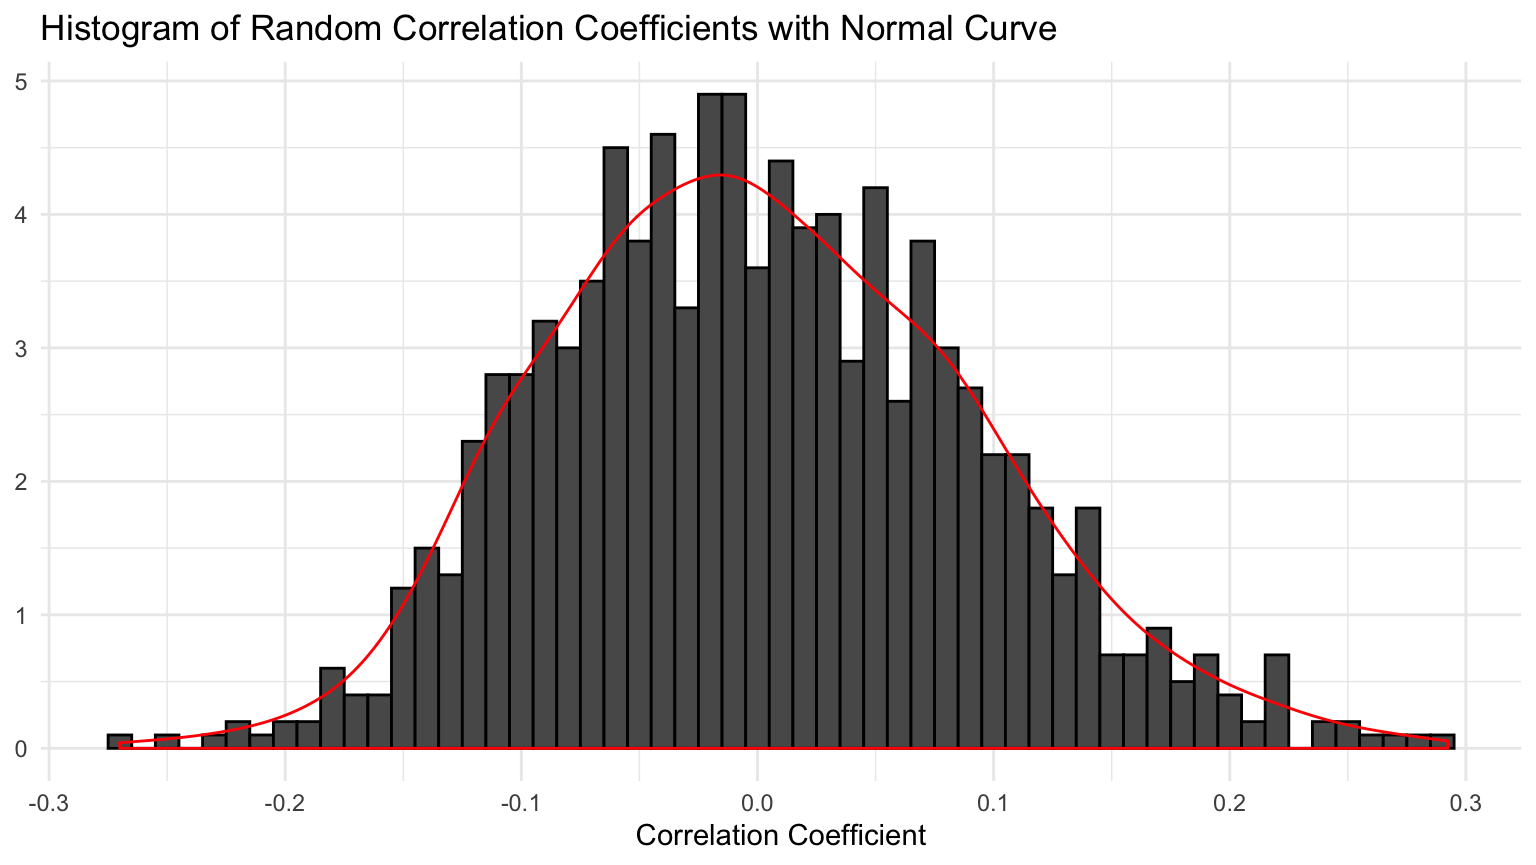 Histogram of Random Correlation Coefficients with Normal Curve
5
4
3
2
1
0
-0.3 -0.2 -0.1 0.0 0.1 0.2 0.3
Correlation Coefficient